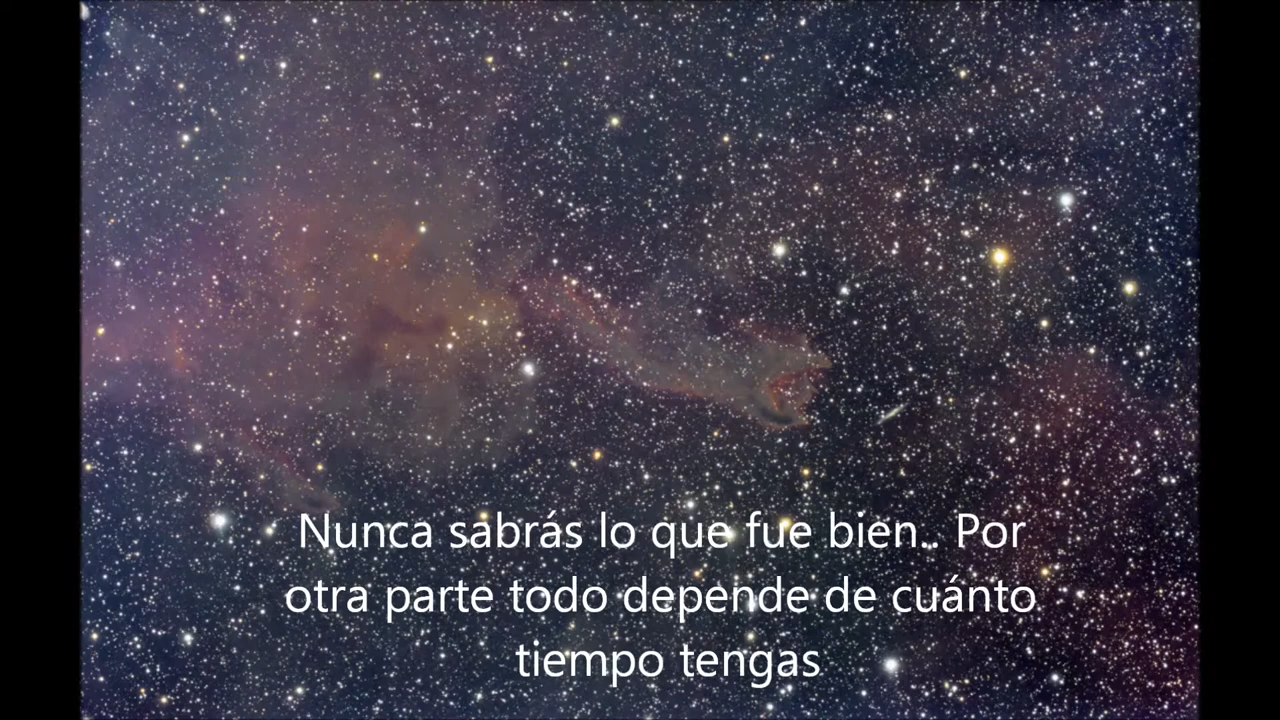 Nunca sabrás lo que fue bien.. Por
otra parte todo depende de cuánto
tiempo tengas